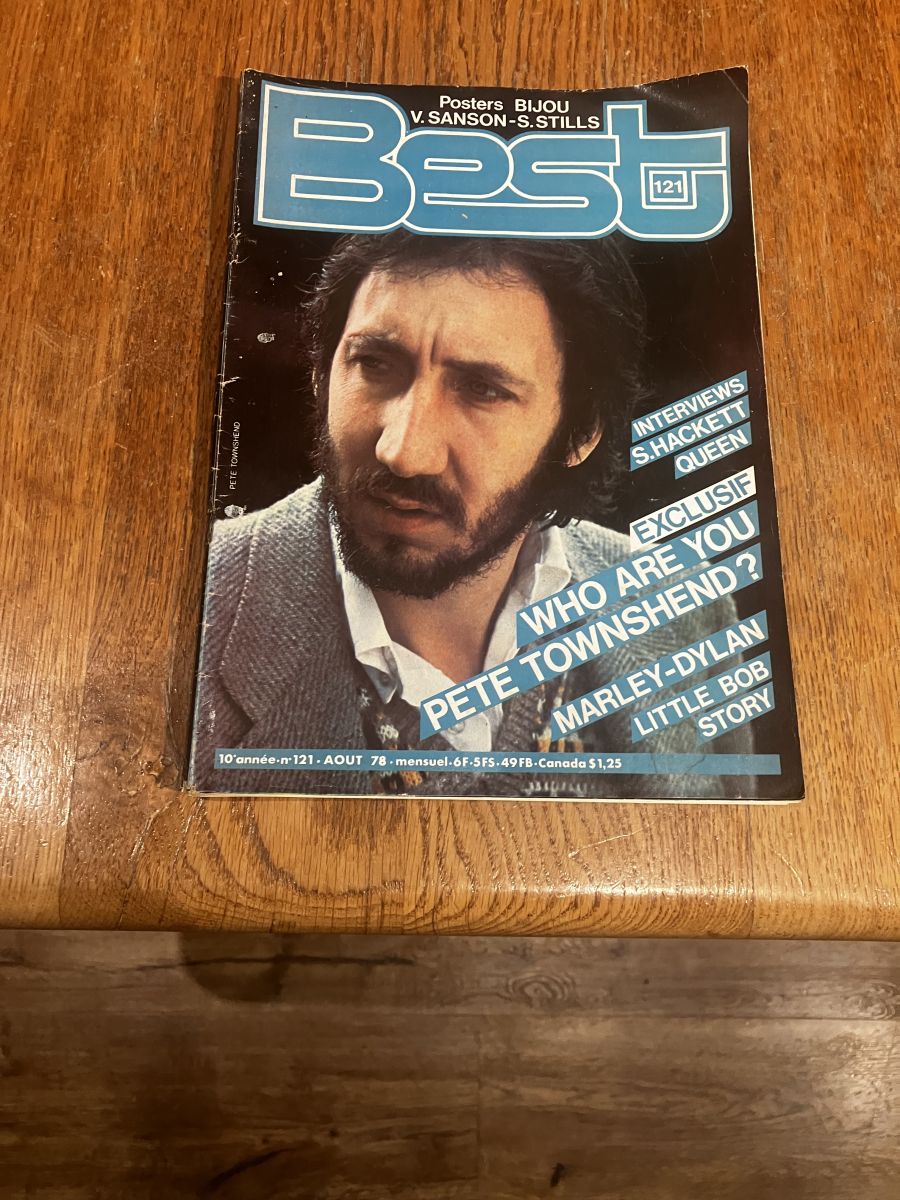 Posters BIJOU
V. SANSON-S. STILLS
Best
121
PETE TOWNSHEND
INTERVIEWS
S. HACKETT
QUEEN
EXCLUSIF
WHO ARE YOU
PETE TOWNSHEND?
MARLEY-DYLAN
LITTLE BOB
STORY
10e année • n° 121 • AOUT 78 • mensuel • 6F • 5FS • 49FB • Canada $1,25